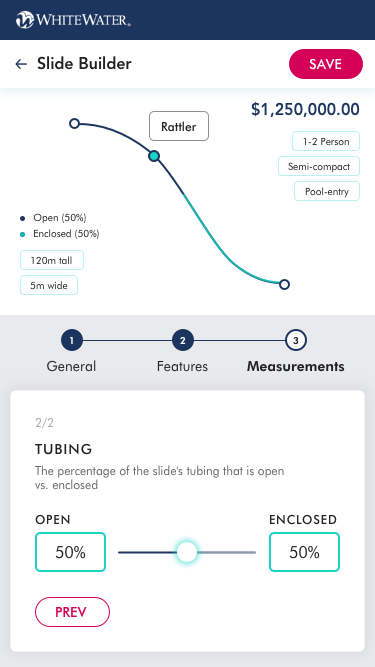 WHITEWATER®
Slide Builder
SAVE
$1,250,000.00
Rattler
1-2 Person
Semi-compact
Pool-entry
Open (50%)
Enclosed (50%)
120m tall
5m wide
1
2
3
General
Features
Measurements
2/2
TUBING
The percentage of the slide's tubing that is open
vs. enclosed
OPEN
ENCLOSED
50%
50%
PREV